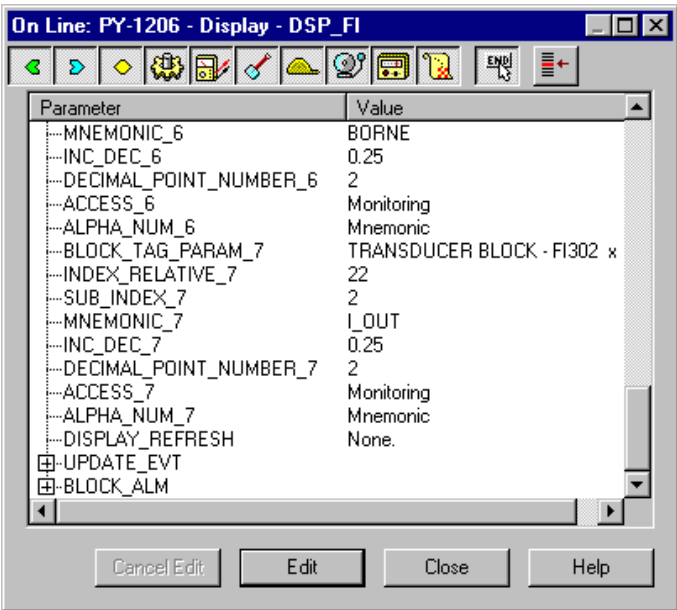 On Line: PY-1206 - Display - DSP_FI
END
Parameter Value
MNEMONIC_6 BORNE
INC_DEC_6 0.25
DECIMAL_POINT_NUMBER_6 2
ACCESS_6 Monitoring
ALPHA_NUM_6 Mnemonic
BLOCK_TAG_PARAM_7 TRANSDUCER BLOCK - FI302 x
INDEX_RELATIVE_7 22
SUB_INDEX_7 2
MNEMONIC_7 I_OUT
INC_DEC_7 0.25
DECIMAL_POINT_NUMBER_7 2
ACCESS_7 Monitoring
ALPHA_NUM_7 Mnemonic
DISPLAY_REFRESH None.
UPDATE_EVT
BLOCK_ALM
Cancel Edit Edit Close Help